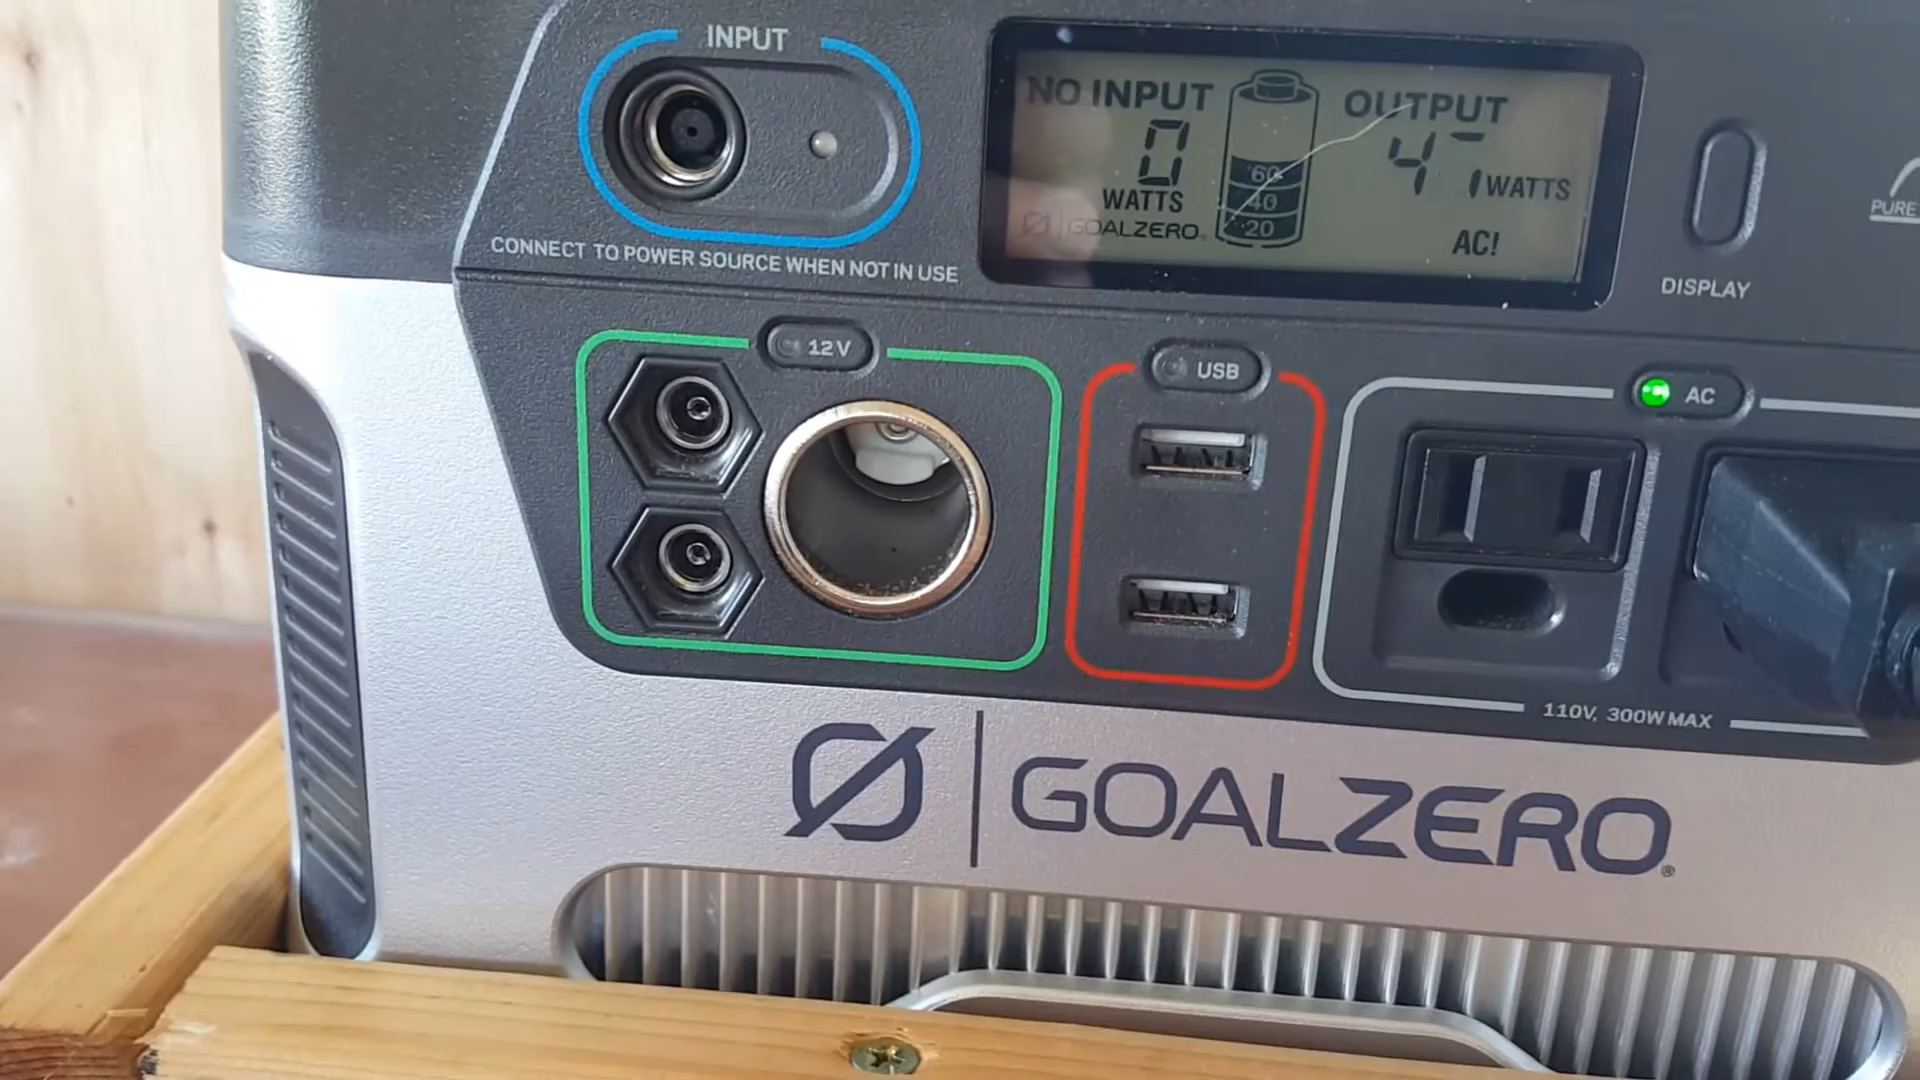 INPUT
CONNECT TO POWER SOURCE WHEN NOT IN USE
NO INPUT
0
WATTS
GOALZERO
60
40
20
OUTPUT
WATTS
AC!
DISPLAY
PURE
12V
USB
AC
110V, 300W MAX
GOALZERO®